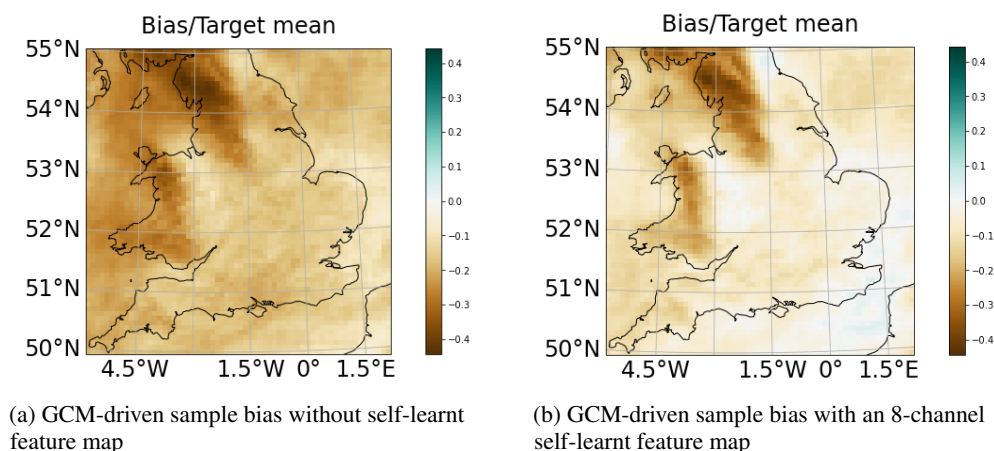 Bias/Target mean
55°N
54°N
53°N
52°N
51°N
50°N
4.5°W 1.5°W 0° 1.5°E
0.4
0.3
0.2
0.1
0.0
−0.1
−0.2
−0.3
−0.4
(a) GCM-driven sample bias without self-learnt
feature map
Bias/Target mean
55°N
54°N
53°N
52°N
51°N
50°N
4.5°W 1.5°W 0° 1.5°E
0.4
0.3
0.2
0.1
0.0
−0.1
−0.2
−0.3
−0.4
(b) GCM-driven sample bias with an 8-channel
self-learnt feature map